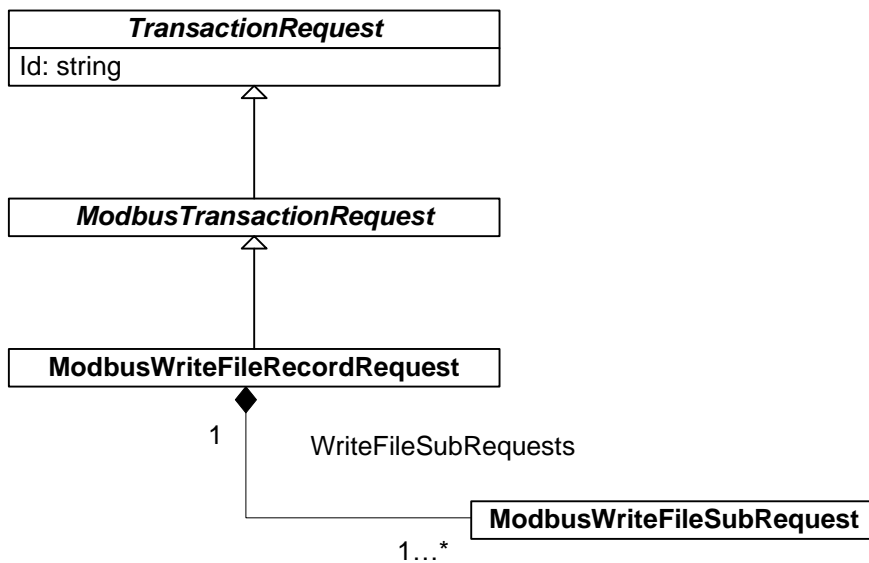 TransactionRequest
Id: string
ModbusTransactionRequest
ModbusWriteFileRecordRequest
1
WriteFileSubRequests
ModbusWriteFileSubRequest
1…*